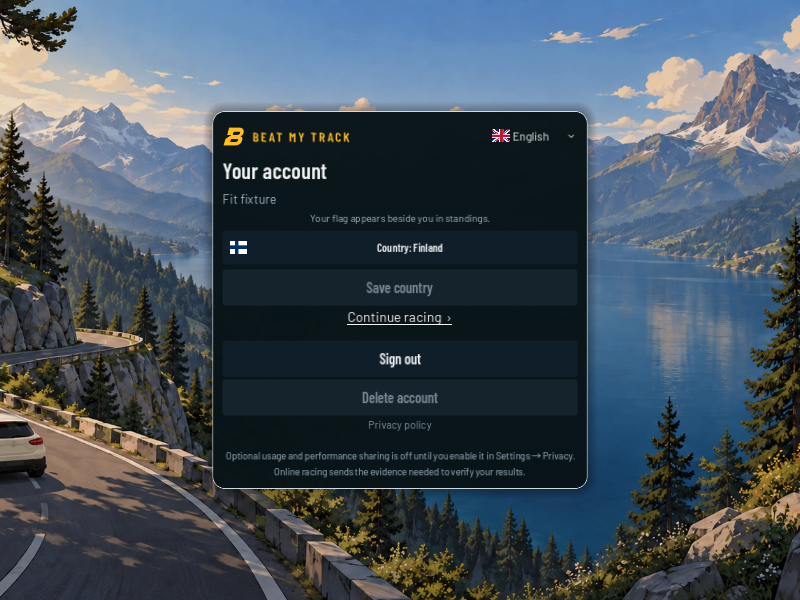 BEAT MY TRACK
English
Your account
Fit fixture
Your flag appears beside you in standings.
Country: Finland
Save country
Continue racing ›
Sign out
Delete account
Privacy policy
Optional usage and performance sharing is off until you enable it in Settings → Privacy.
Online racing sends the evidence needed to verify your results.